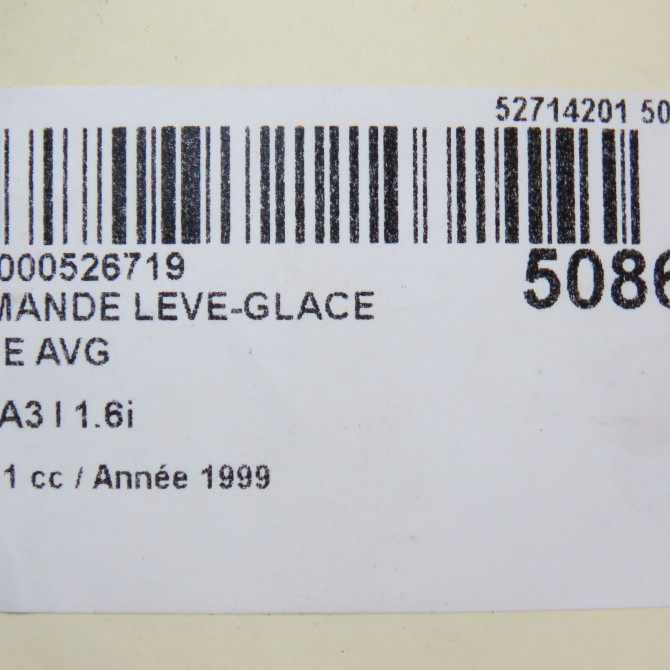 52714201 50
000526719
5086
MANDE LEVE-GLACE
E AVG
A3 I 1.6i
1 cc / Année 1999